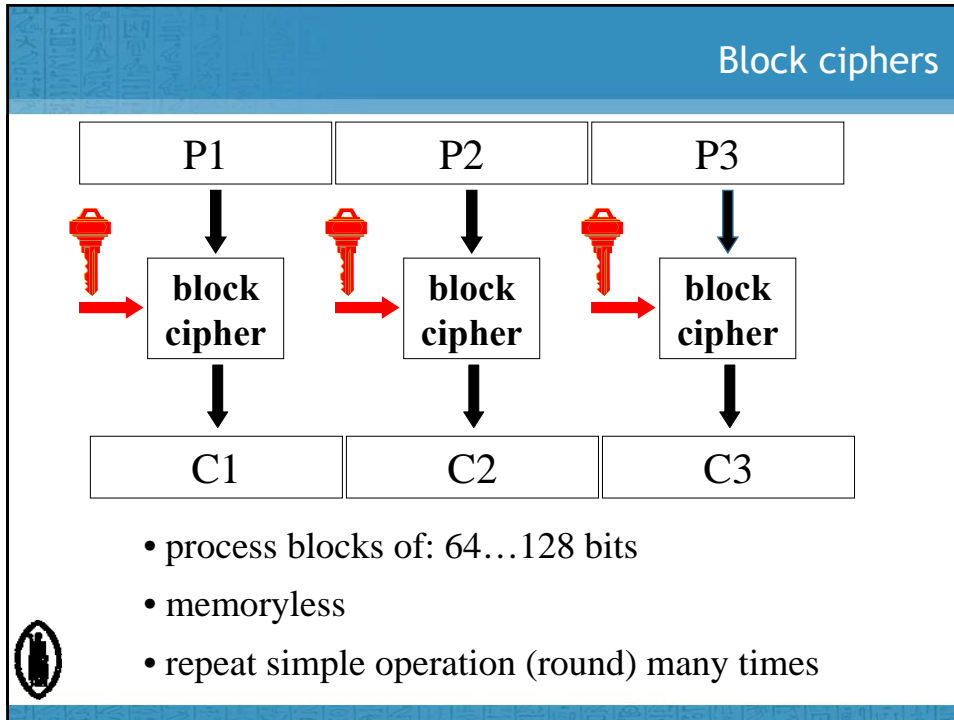 Block ciphers
P1 P2 P3
block block block
cipher cipher cipher
C1 C2 C3
• process blocks of: 64…128 bits
• memoryless
• repeat simple operation (round) many times